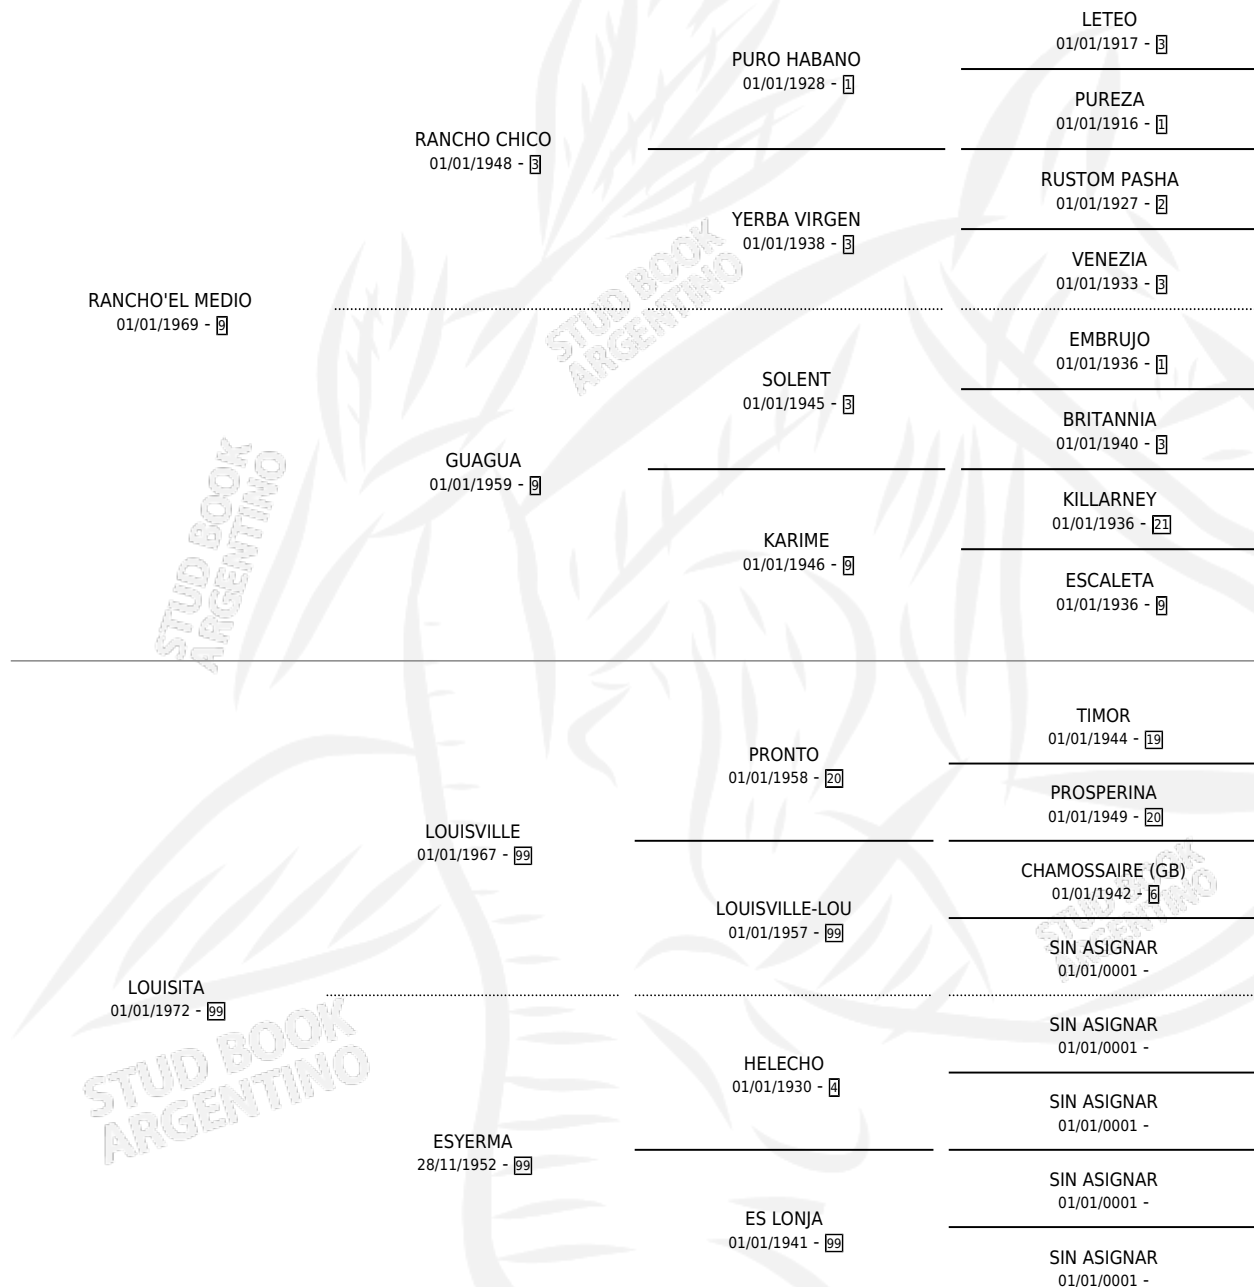 LETEO
01/01/1917 - 3
PURO HABANO
01/01/1928 - 1
PUREZA
01/01/1916 - 1
RANCHO CHICO
01/01/1948 - 3
RUSTOM PASHA
01/01/1927 - 2
YERBA VIRGEN
01/01/1938 - 3
VENEZIA
01/01/1933 - 3
RANCHO'EL MEDIO
01/01/1969 - 9
EMBRUJO
01/01/1936 - 1
SOLENT
01/01/1945 - 3
BRITANNIA
01/01/1940 - 3
GUAGUA
01/01/1959 - 9
KILLARNEY
01/01/1936 - 21
KARIME
01/01/1946 - 9
ESCALETA
01/01/1936 - 9
TIMOR
01/01/1944 - 19
PRONTO
01/01/1958 - 20
PROSPERINA
01/01/1949 - 20
LOUISVILLE
01/01/1967 - 99
CHAMOSSAIRE (GB)
01/01/1942 - 6
LOUISVILLE-LOU
01/01/1957 - 99
SIN ASIGNAR
01/01/0001 -
LOUISITA
01/01/1972 - 99
SIN ASIGNAR
01/01/0001 -
HELECHO
01/01/1930 - 4
SIN ASIGNAR
01/01/0001 -
ESYERMA
28/11/1952 - 99
SIN ASIGNAR
01/01/0001 -
ES LONJA
01/01/1941 - 99
SIN ASIGNAR
01/01/0001 -
STUD BOOK
ARGENTINO
STUD BOOK
ARGENTINO
STUD BOOK
ARGENTINO
STUD BOOK
ARGENTINO